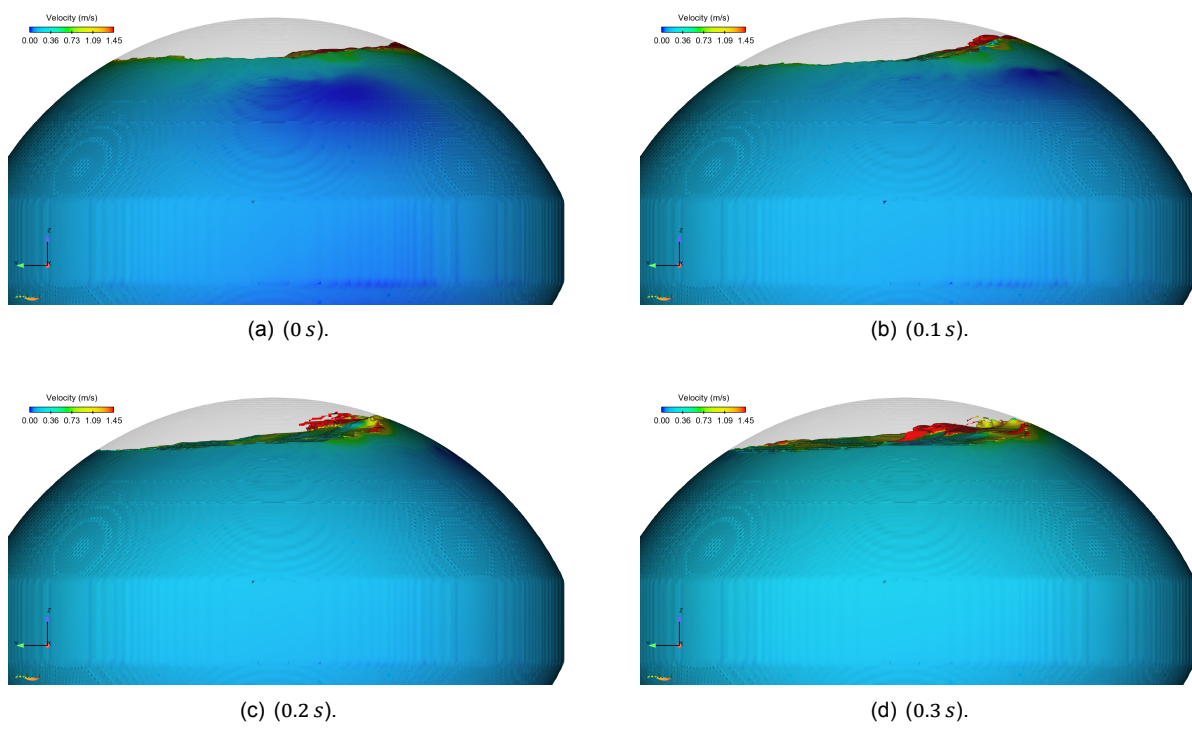 Velocity (m/s)
0.00 0.36 0.73 1.09 1.45
Z
Y
X
(a) (0 s).
Velocity (m/s)
0.00 0.36 0.73 1.09 1.45
Z
Y
X
(b) (0.1 s).
Velocity (m/s)
0.00 0.36 0.73 1.09 1.45
Z
Y
X
(c) (0.2 s).
Velocity (m/s)
0.00 0.36 0.73 1.09 1.45
Z
Y
X
(d) (0.3 s).